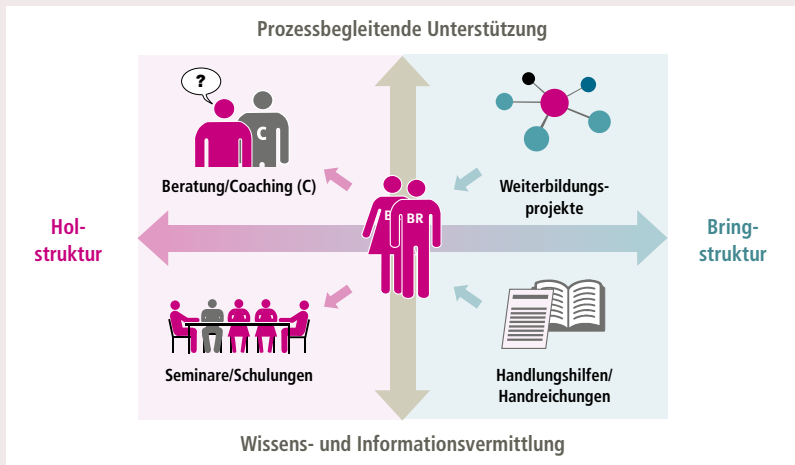 Prozessbegleitende Unterstützung
?
C
Beratung/Coaching (C)
Weiterbildungs-
projekte
Hol-
struktur
B
BR
Bring-
struktur
Seminare/Schulungen
Handlungshilfen/
Handreichungen
Wissens- und Informationsvermittlung